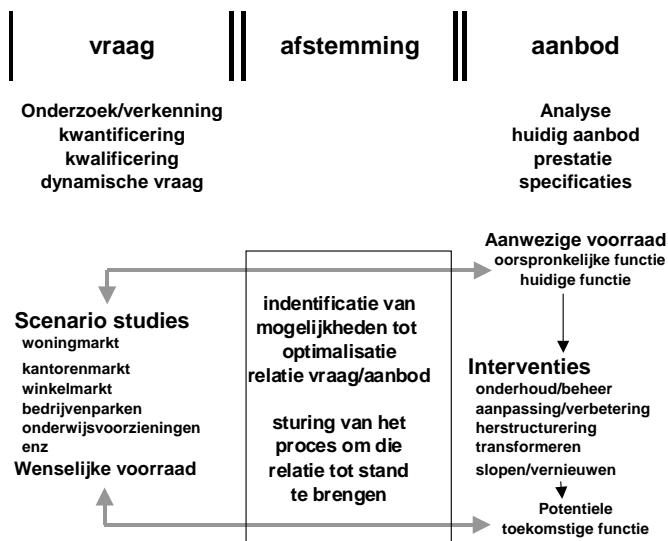 vraag
afstemming
aanbod
Onderzoek/verkenning
kwantificering
kwalificering
dynamische vraag
Analyse
huidig aanbod
prestatie
specificaties
Aanwezige voorraad
oorspronkelijke functie
huidige functie
Scenario studies
woningmarkt
kantorenmarkt
winkelmarkt
bedrijvenparken
onderwijsvoorzieningen
enz
Wenselijke voorraad
indentificatie van
mogelijkheden tot
optimalisatie
relatie vraag/aanbod
sturing van het
proces om die
relatie tot stand
te brengen
Interventies
onderhoud/beheer
aanpassing/verbetering
herstructurering
transformeren
slopen/vernieuwen
Potentiele
toekomstige functie